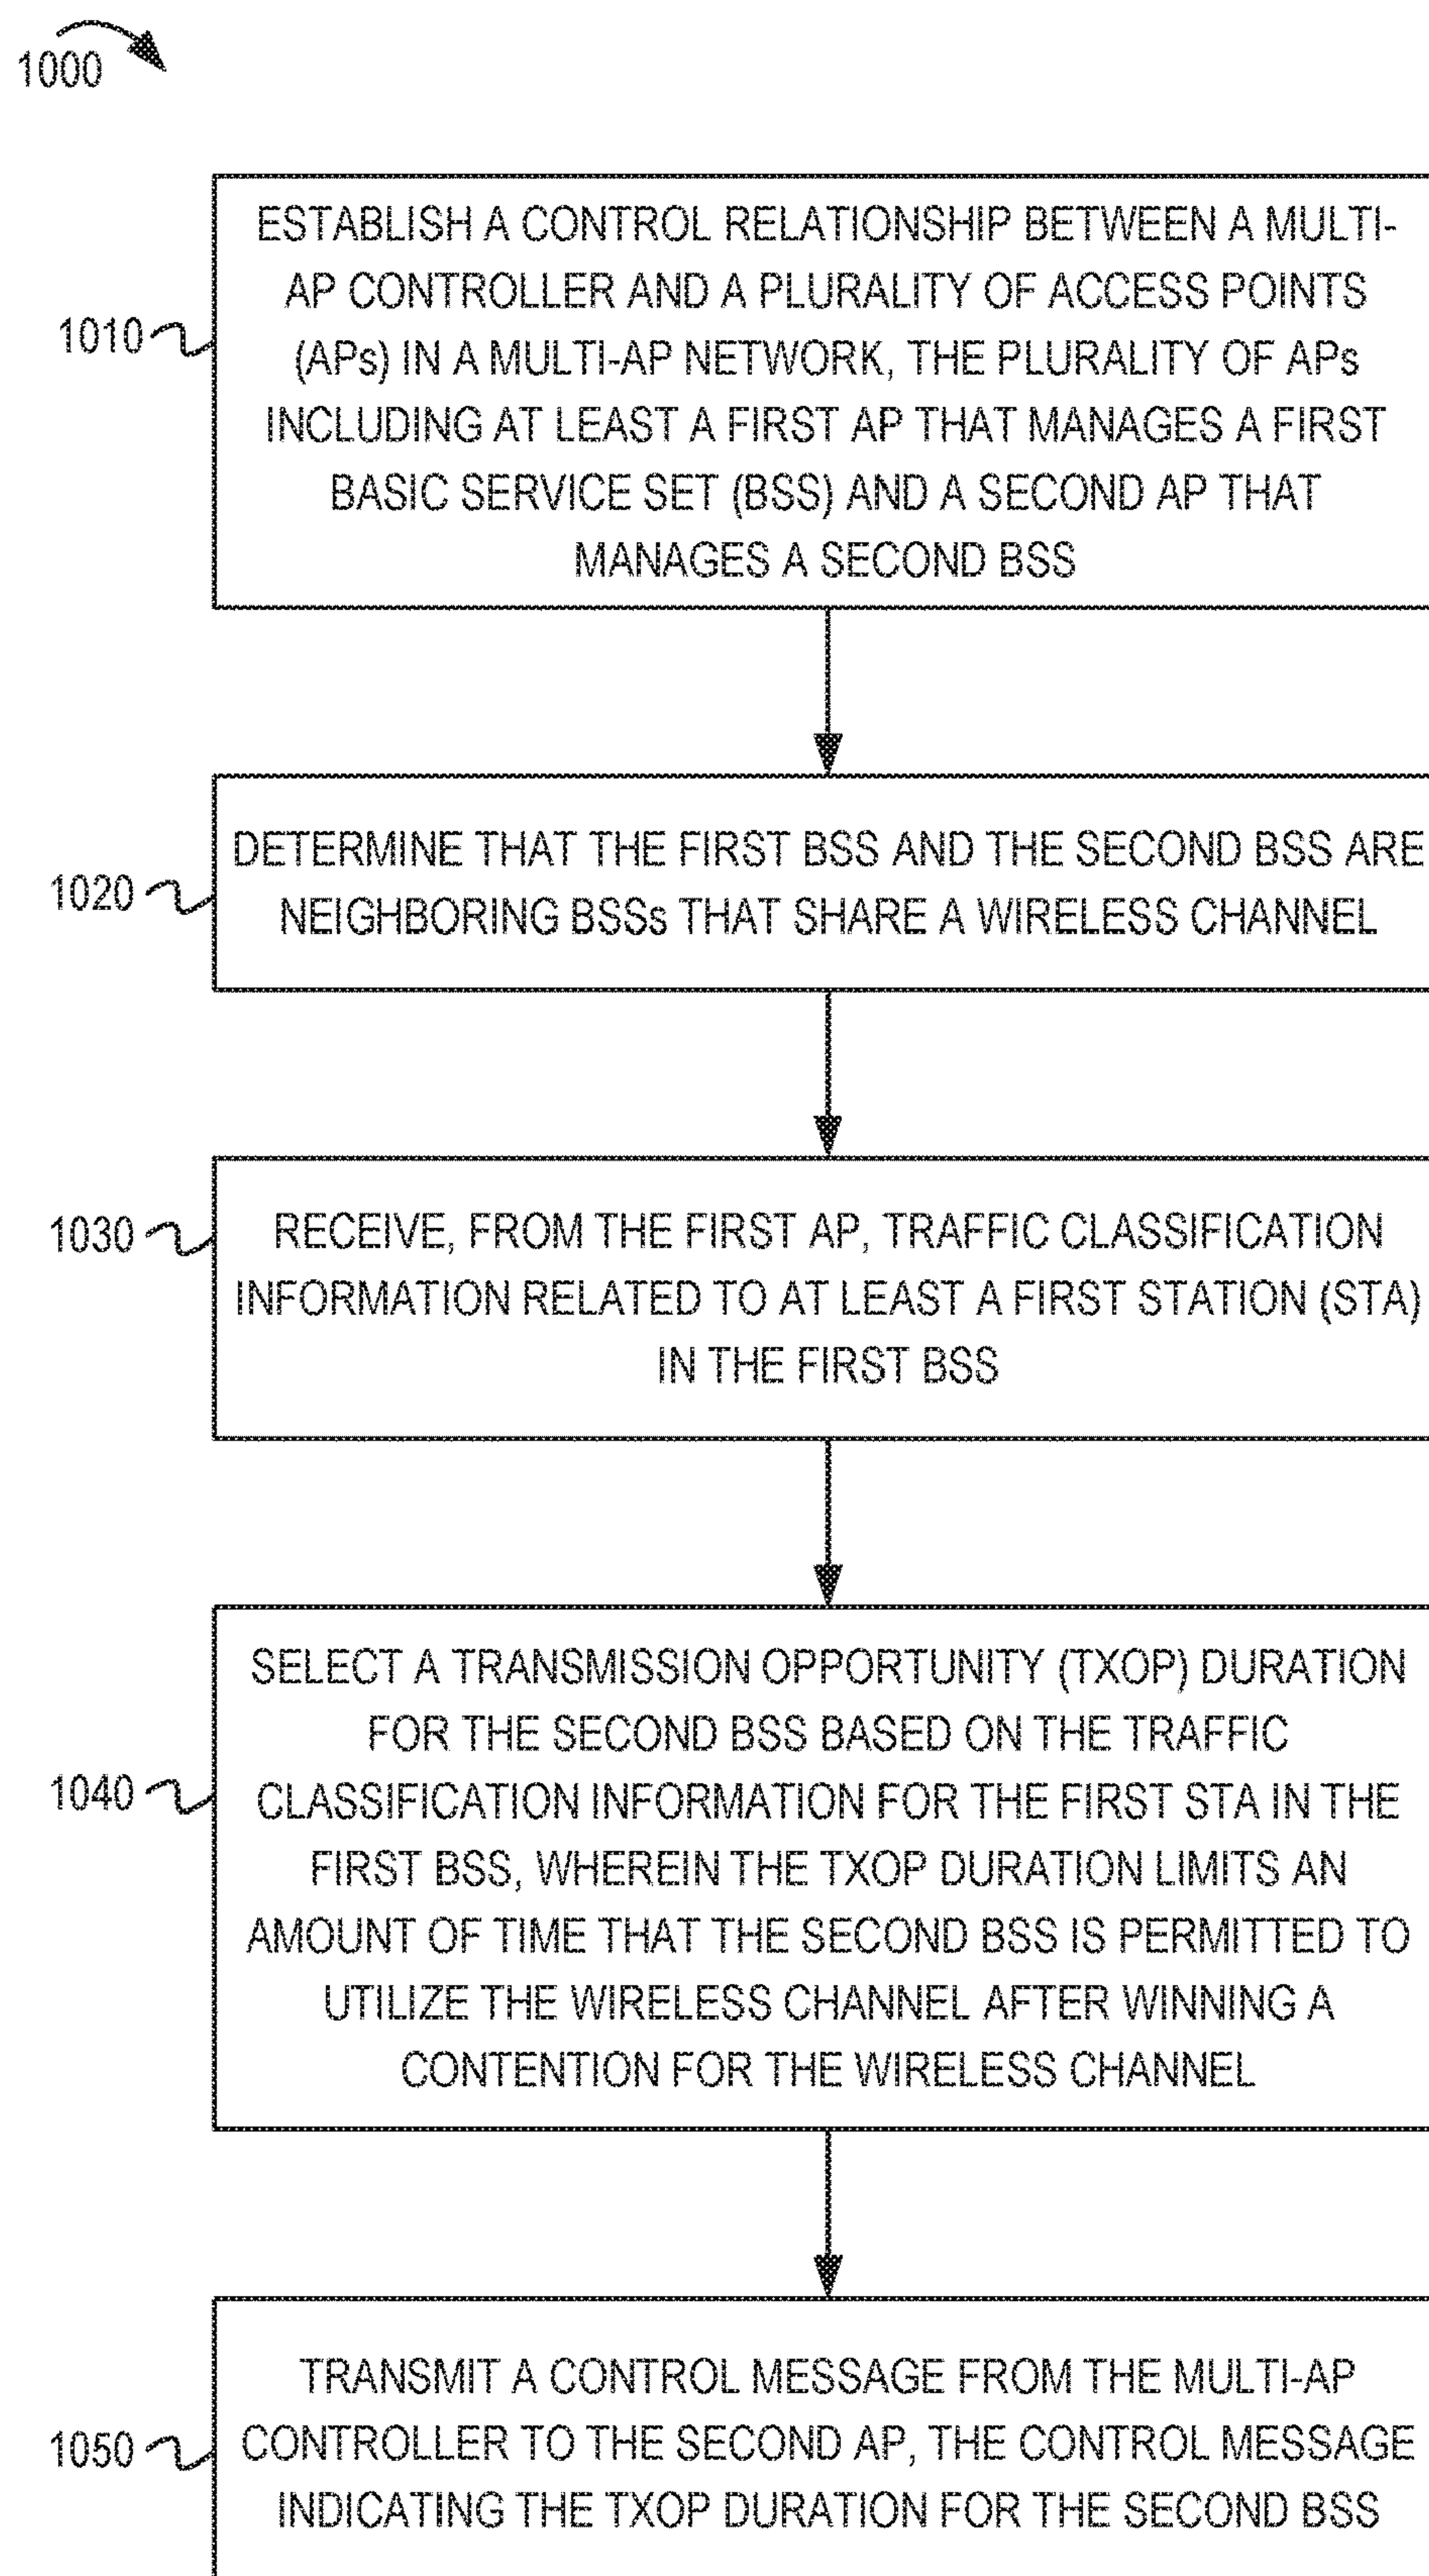 1000
ESTABLISH A CONTROL RELATIONSHIP BETWEEN A MULTI-
AP CONTROLLER AND A PLURALITY OF ACCESS POINTS
1010
(APs) IN A MULTI-AP NETWORK, THE PLURALITY OF APs
INCLUDING AT LEAST A FIRST AP THAT MANAGES A FIRST
BASIC SERVICE SET (BSS) AND A SECOND AP THAT
MANAGES A SECOND BSS
DETERMINE THAT THE FIRST BSS AND THE SECOND BSS ARE
1020
NEIGHBORING BSSs THAT SHARE A WIRELESS CHANNEL
1030
RECEIVE, FROM THE FIRST AP, TRAFFIC CLASSIFICATION
INFORMATION RELATED TO AT LEAST A FIRST STATION (STA)
IN THE FIRST BSS
SELECT A TRANSMISSION OPPORTUNITY (TXOP) DURATION
FOR THE SECOND BSS BASED ON THE TRAFFIC
1040
CLASSIFICATION INFORMATION FOR THE FIRST STA IN THE
FIRST BSS, WHEREIN THE TXOP DURATION LIMITS AN
AMOUNT OF TIME THAT THE SECOND BSS IS PERMITTED TO
UTILIZE THE WIRELESS CHANNEL AFTER WINNING A
CONTENTION FOR THE WIRELESS CHANNEL
TRANSMIT A CONTROL MESSAGE FROM THE MULTI-AP
1050
CONTROLLER TO THE SECOND AP, THE CONTROL MESSAGE
INDICATING THE TXOP DURATION FOR THE SECOND BSS